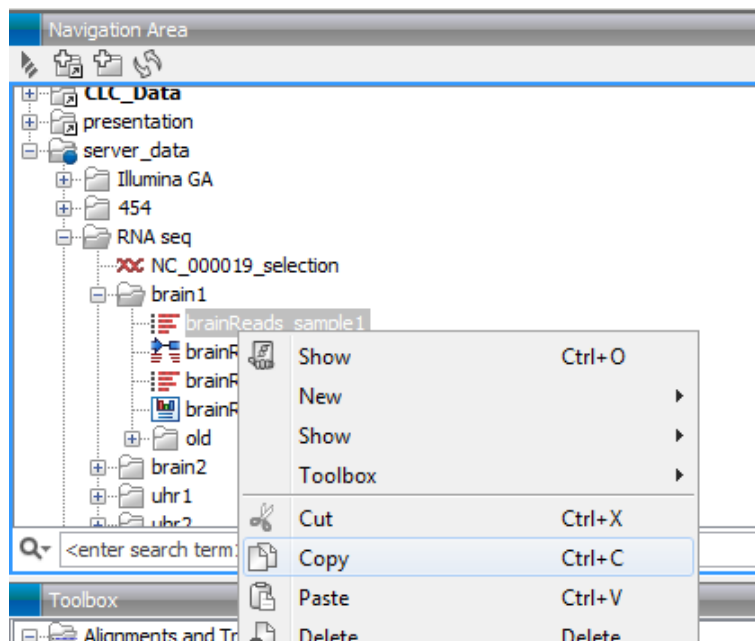 Navigation Area
CLC_Data
presentation
server_data
Illumina GA
454
RNA seq
NC_000019_selection
brain1
brainReads_sample1
brainR
brainR
brainR
old
brain2
uhr1
uhr2
<enter search term
Show Ctrl+O
New
Show
Toolbox
Cut Ctrl+X
Copy Ctrl+C
Paste Ctrl+V
Delete Delete
Toolbox
Alignments and Tr